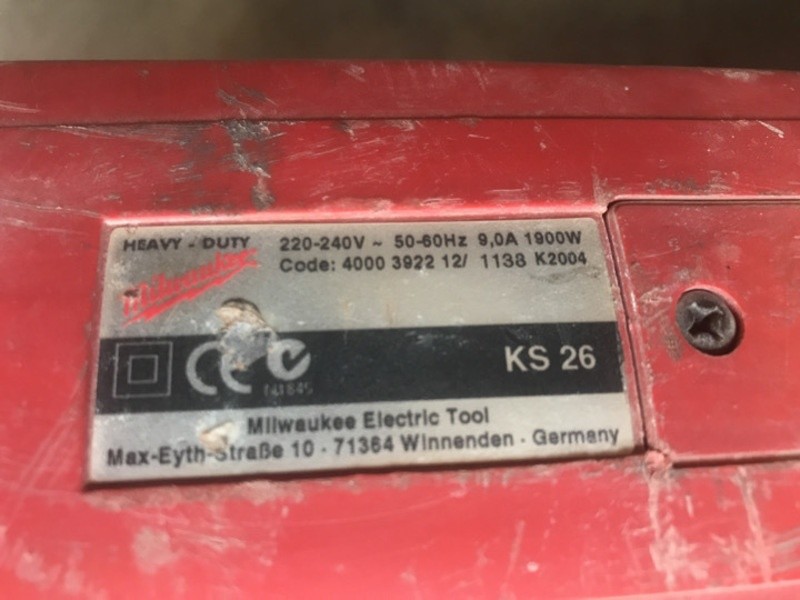 HEAVY - DUTY 220-240V ~ 50-60Hz 9,0A 1900W
Milwaukee Code: 4000 3922 12/ 1138 K2004
CE KS 26
Milwaukee Electric Tool
Max-Eyth-Straße 10 · 71364 Winnenden · Germany